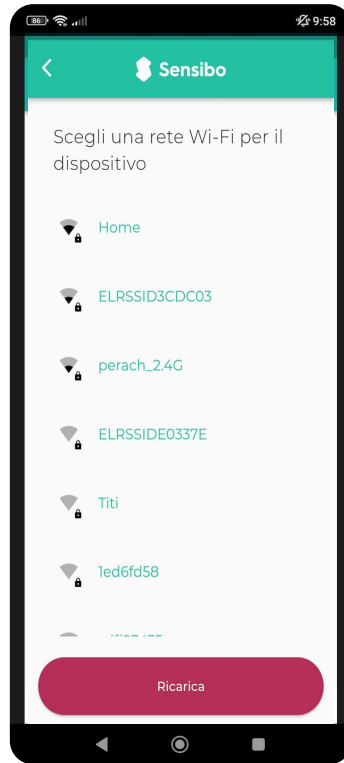 86 9:58
Sensibo
Scegli una rete Wi-Fi per il
dispositivo
Home
ELRSSID3CDC03
perach_2.4G
ELRSSIDE0337E
Titi
1ed6fd58
Ricarica